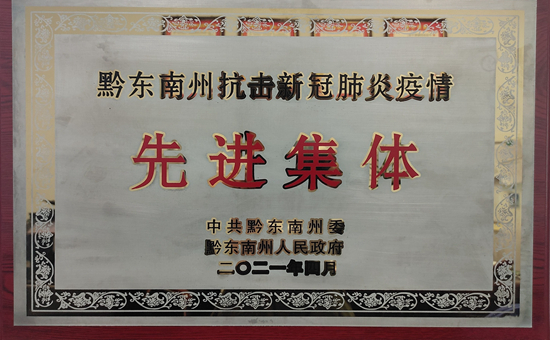 黔东南州抗击新冠肺炎疫情
先进集体
中共黔东南州委
黔东南州人民政府
二〇二一年四月